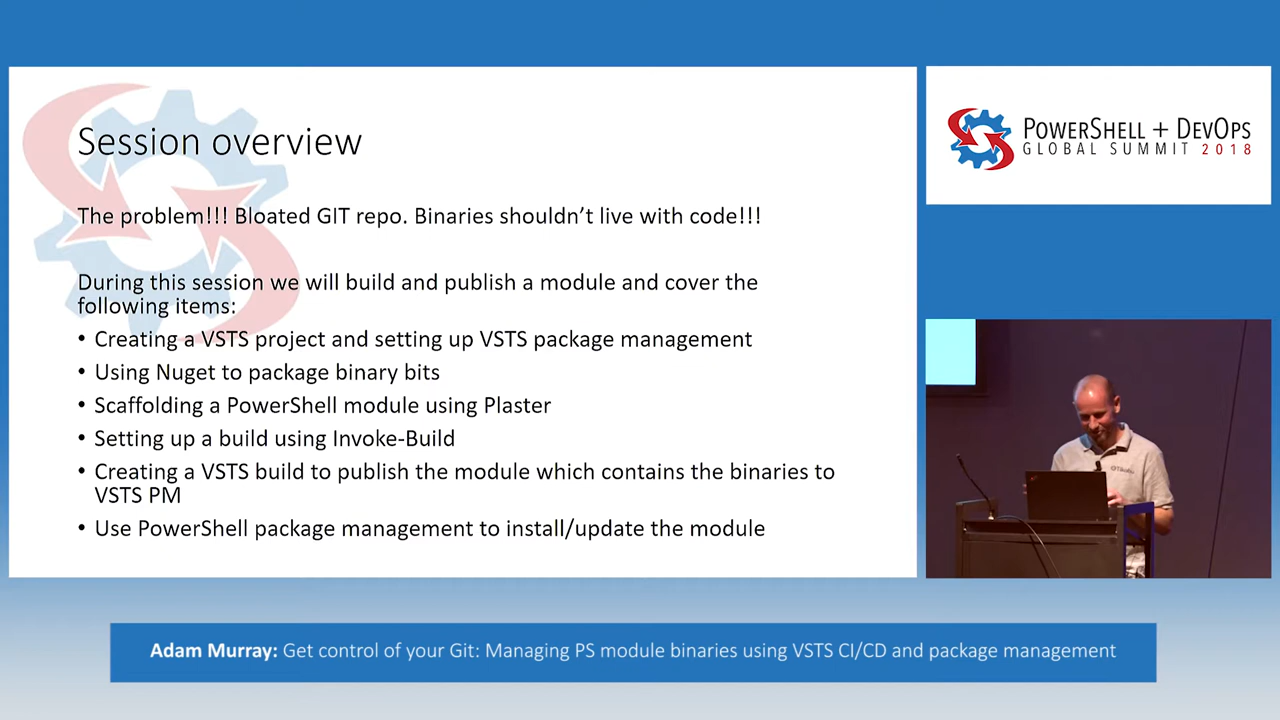 Session overview
The problem!!! Bloated GIT repo. Binaries shouldn't live with code!!!
During this session we will build and publish a module and cover the
following items:
• Creating a VSTS project and setting up VSTS package management
• Using Nuget to package binary bits
• Scaffolding a PowerShell module using Plaster
• Setting up a build using Invoke-Build
• Creating a VSTS build to publish the module which contains the binaries to
VSTS PM
• Use PowerShell package management to install/update the module
POWERSHELL + DEVOPS
GLOBAL SUMMIT 2018
Adam Murray: Get control of your Git: Managing PS module binaries using VSTS CI/CD and package management